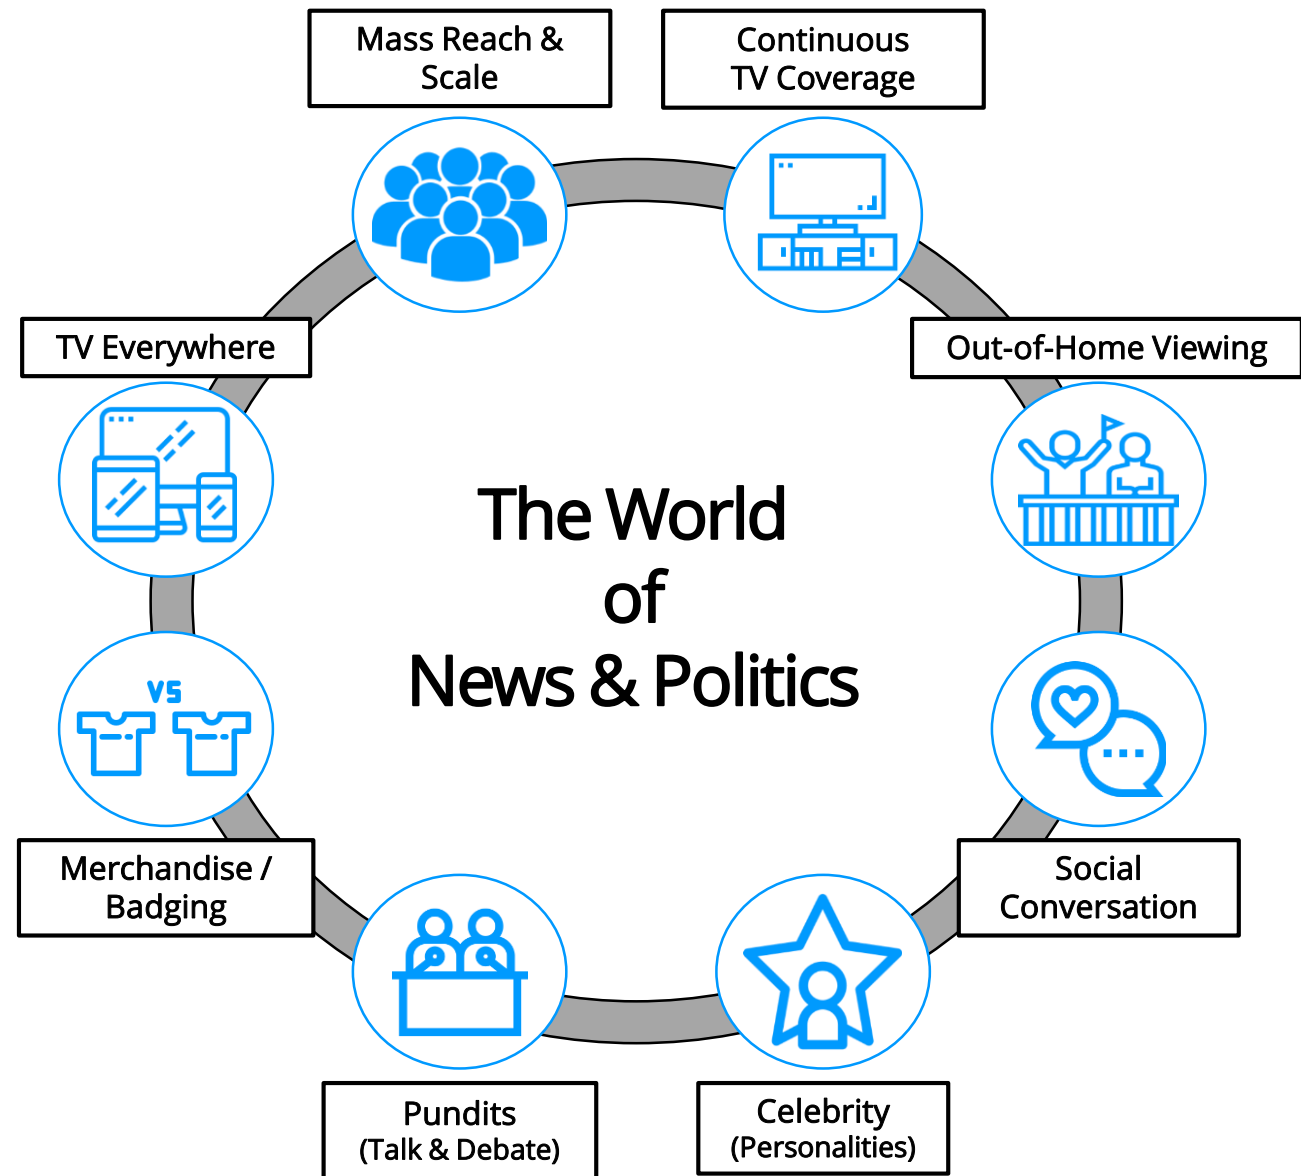 Mass Reach &
Scale
Continuous
TV Coverage
TV Everywhere
Out-of-Home Viewing
The World
of
News & Politics
VS
Merchandise /
Badging
Social
Conversation
Pundits
(Talk & Debate)
Celebrity
(Personalities)